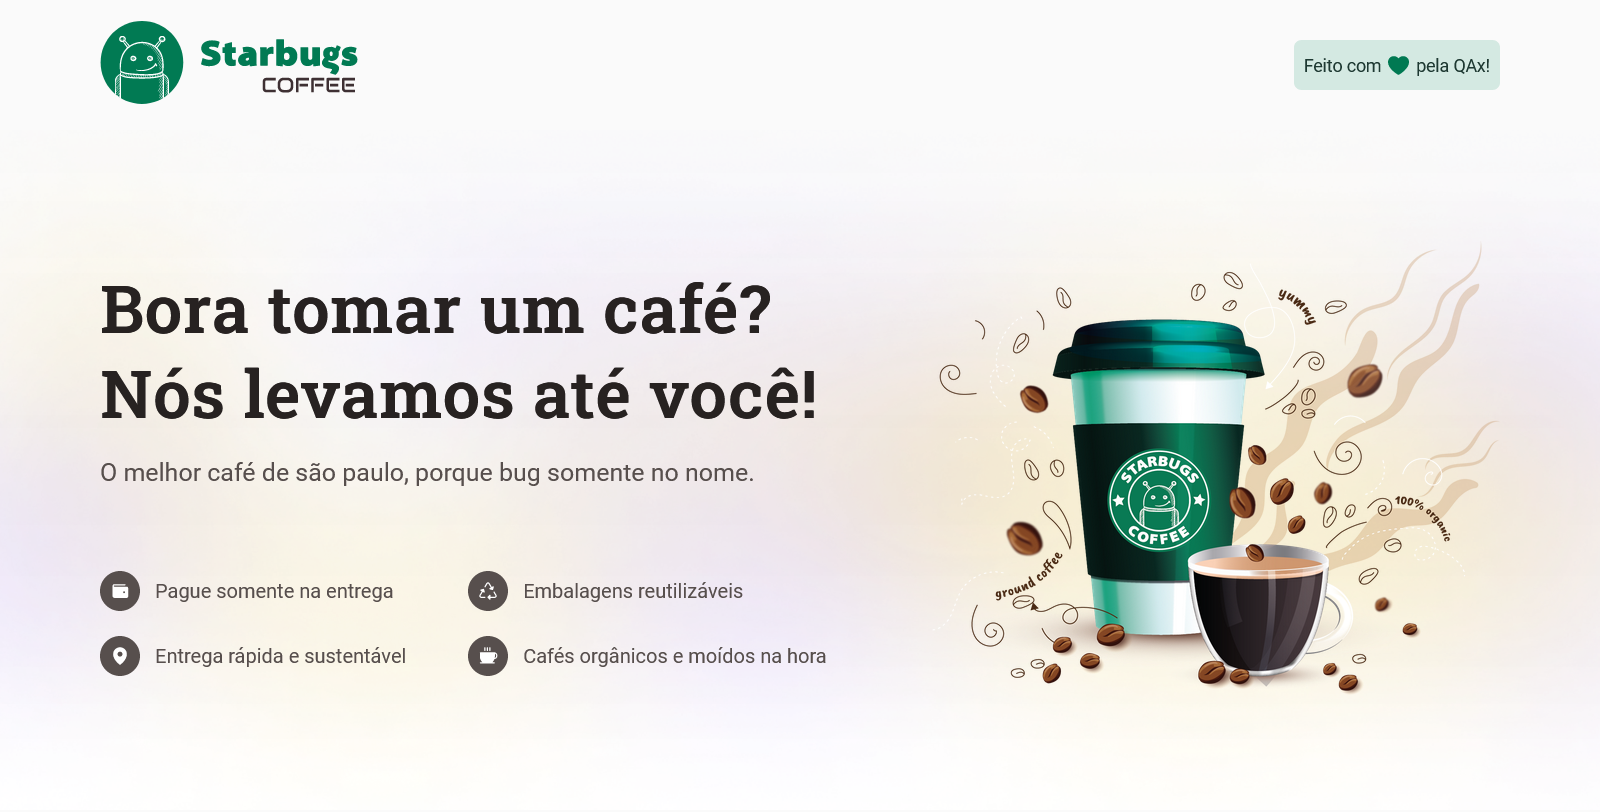 Starbugs
COFFEE
Feito com pela QAx!
Bora tomar um café?
Nós levamos até você!
O melhor café de são paulo, porque bug somente no nome.
Pague somente na entrega
Embalagens reutilizáveis
Entrega rápida e sustentável
Cafés orgânicos e moídos na hora
yummy
STARBUGS
COFFEE
100% organic
ground coffee